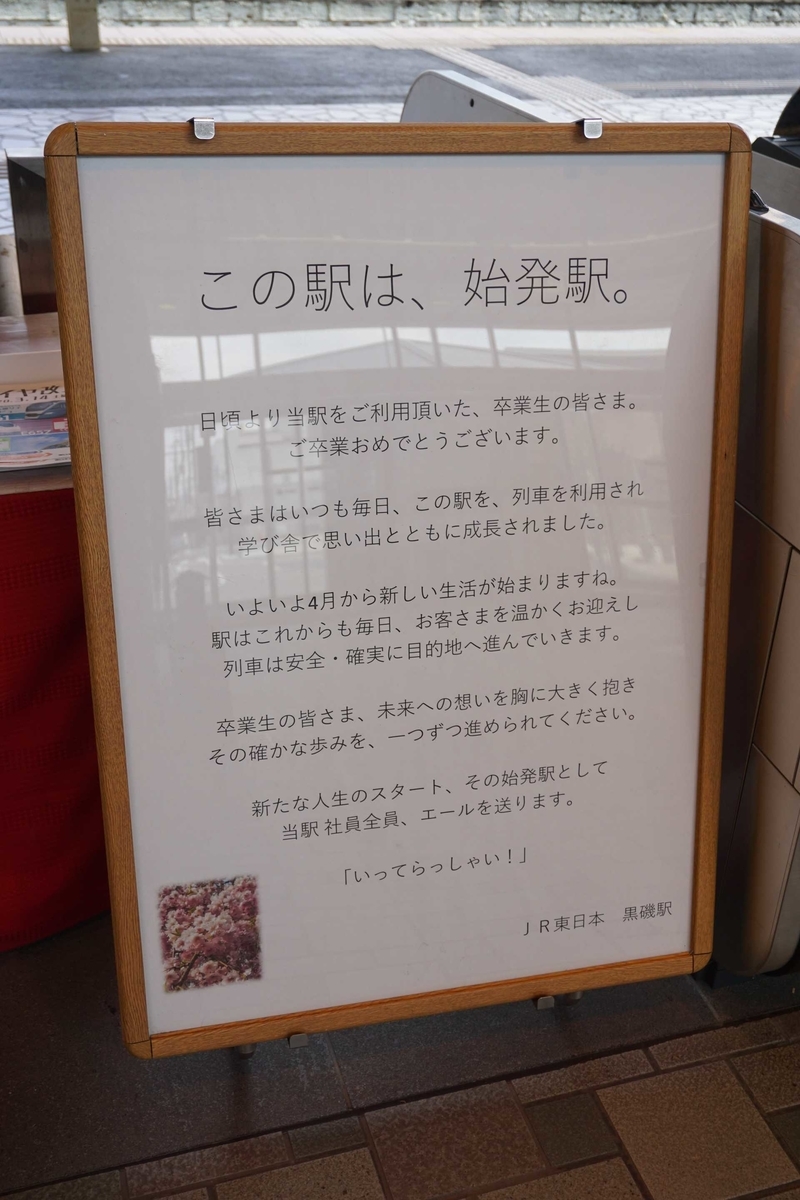 この駅は、始発駅。
日頃より当駅をご利用頂いた、卒業生の皆さま。
ご卒業おめでとうございます。
皆さまはいつも毎日、この駅を、列車を利用され
学び舎で思い出とともに成長されました。
いよいよ4月から新しい生活が始まりますね。
駅はこれからも毎日、お客さまを温かくお迎えし
列車は安全・確実に目的地へ進んでいきます。
卒業生の皆さま、未来への想いを胸に大きく抱き
その確かな歩みを、一つずつ進められてください。
新たな人生のスタート、その始発駅として
当駅 社員全員、エールを送ります。
「いってらっしゃい！」
ＪＲ東日本　黒磯駅